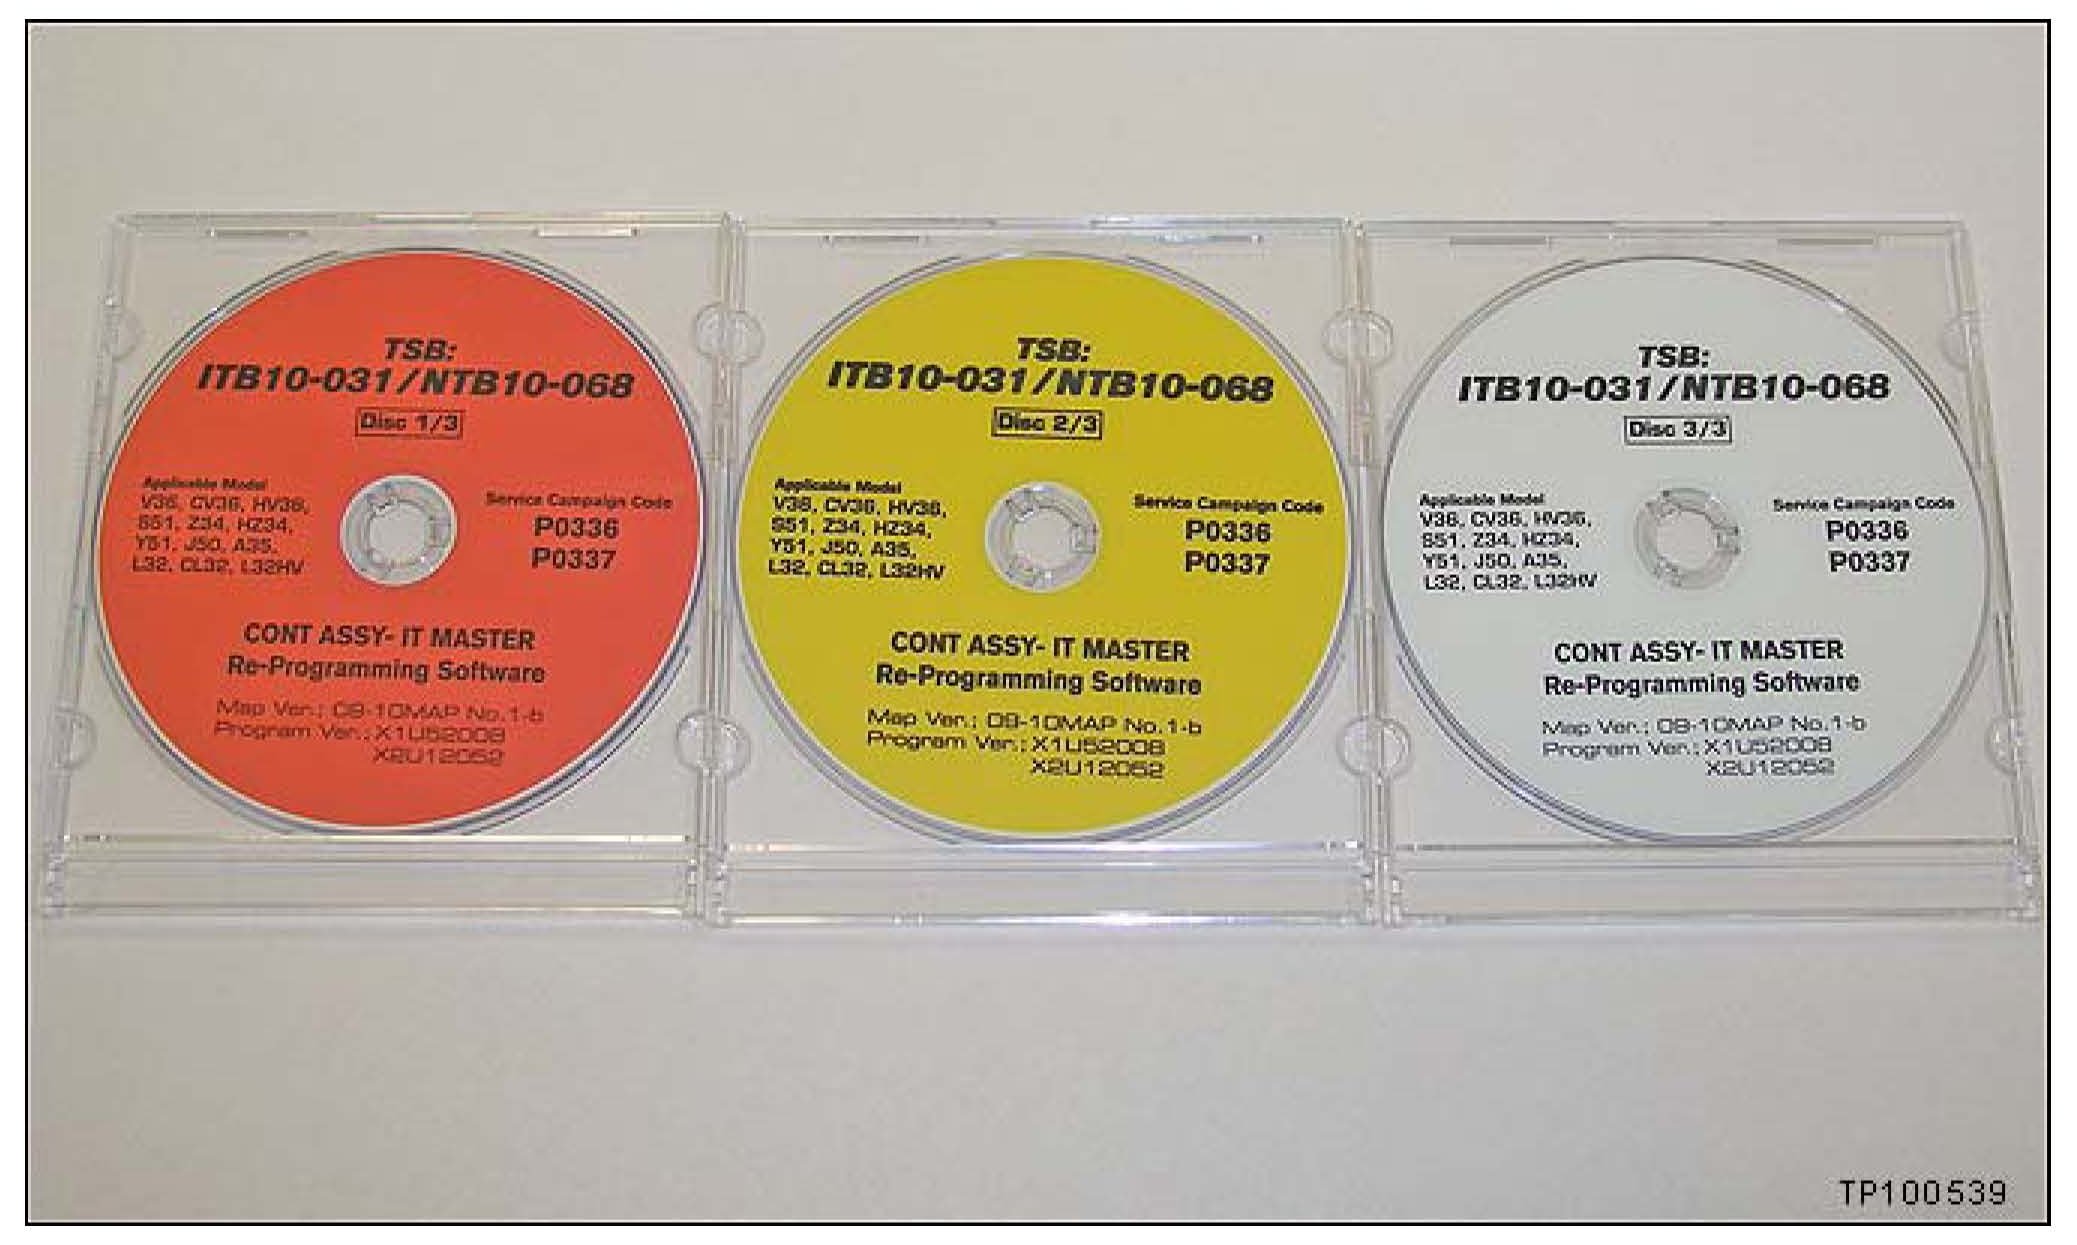 TSB:
ITB10-031/NTB10-068
Disc 1/3
Applicable Model
V36, CV36, HV36,
S51, Z34, HZ34,
Y51, J50, A35,
L32, CL32, L32HV
Service Campaign Code
P0336
P0337
CONT ASSY- IT MASTER
Re-Programming Software
Map Ver.: 09-10MAP No.1-b
Program Ver.: X1U52008
X2U12052
TSB:
ITB10-031/NTB10-068
Disc 2/3
Applicable Model
V36, CV36, HV36,
S51, Z34, HZ34,
Y51, J50, A35,
L32, CL32, L32HV
Service Campaign Code
P0336
P0337
CONT ASSY- IT MASTER
Re-Programming Software
Map Ver.: 09-10MAP No.1-b
Program Ver.: X1U52008
X2U12052
TSB:
ITB10-031/NTB10-068
Disc 3/3
Applicable Model
V36, CV36, HV36,
S51, Z34, HZ34,
Y51, J50, A35,
L32, CL32, L32HV
Service Campaign Code
P0336
P0337
CONT ASSY- IT MASTER
Re-Programming Software
Map Ver.: 09-10MAP No.1-b
Program Ver.: X1U52008
X2U12052
TP100539